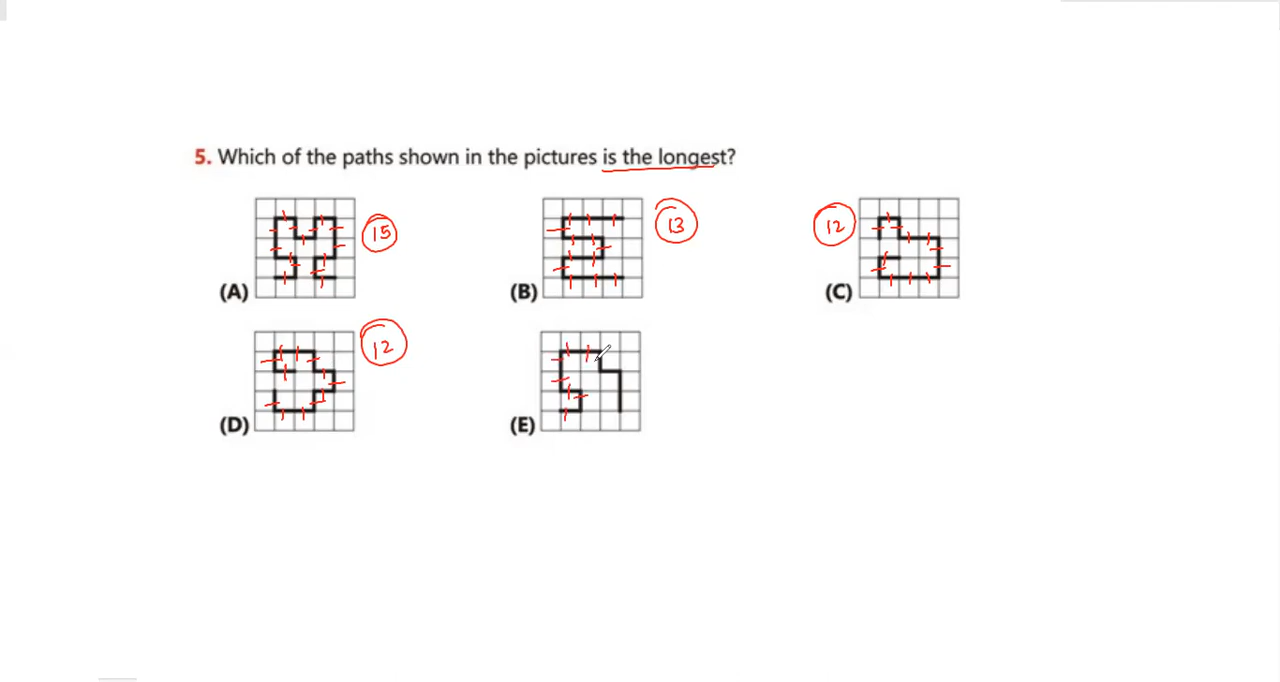 5. Which of the paths shown in the pictures is the longest?
15
13
12
(A)
(B)
(C)
12
(D)
(E)